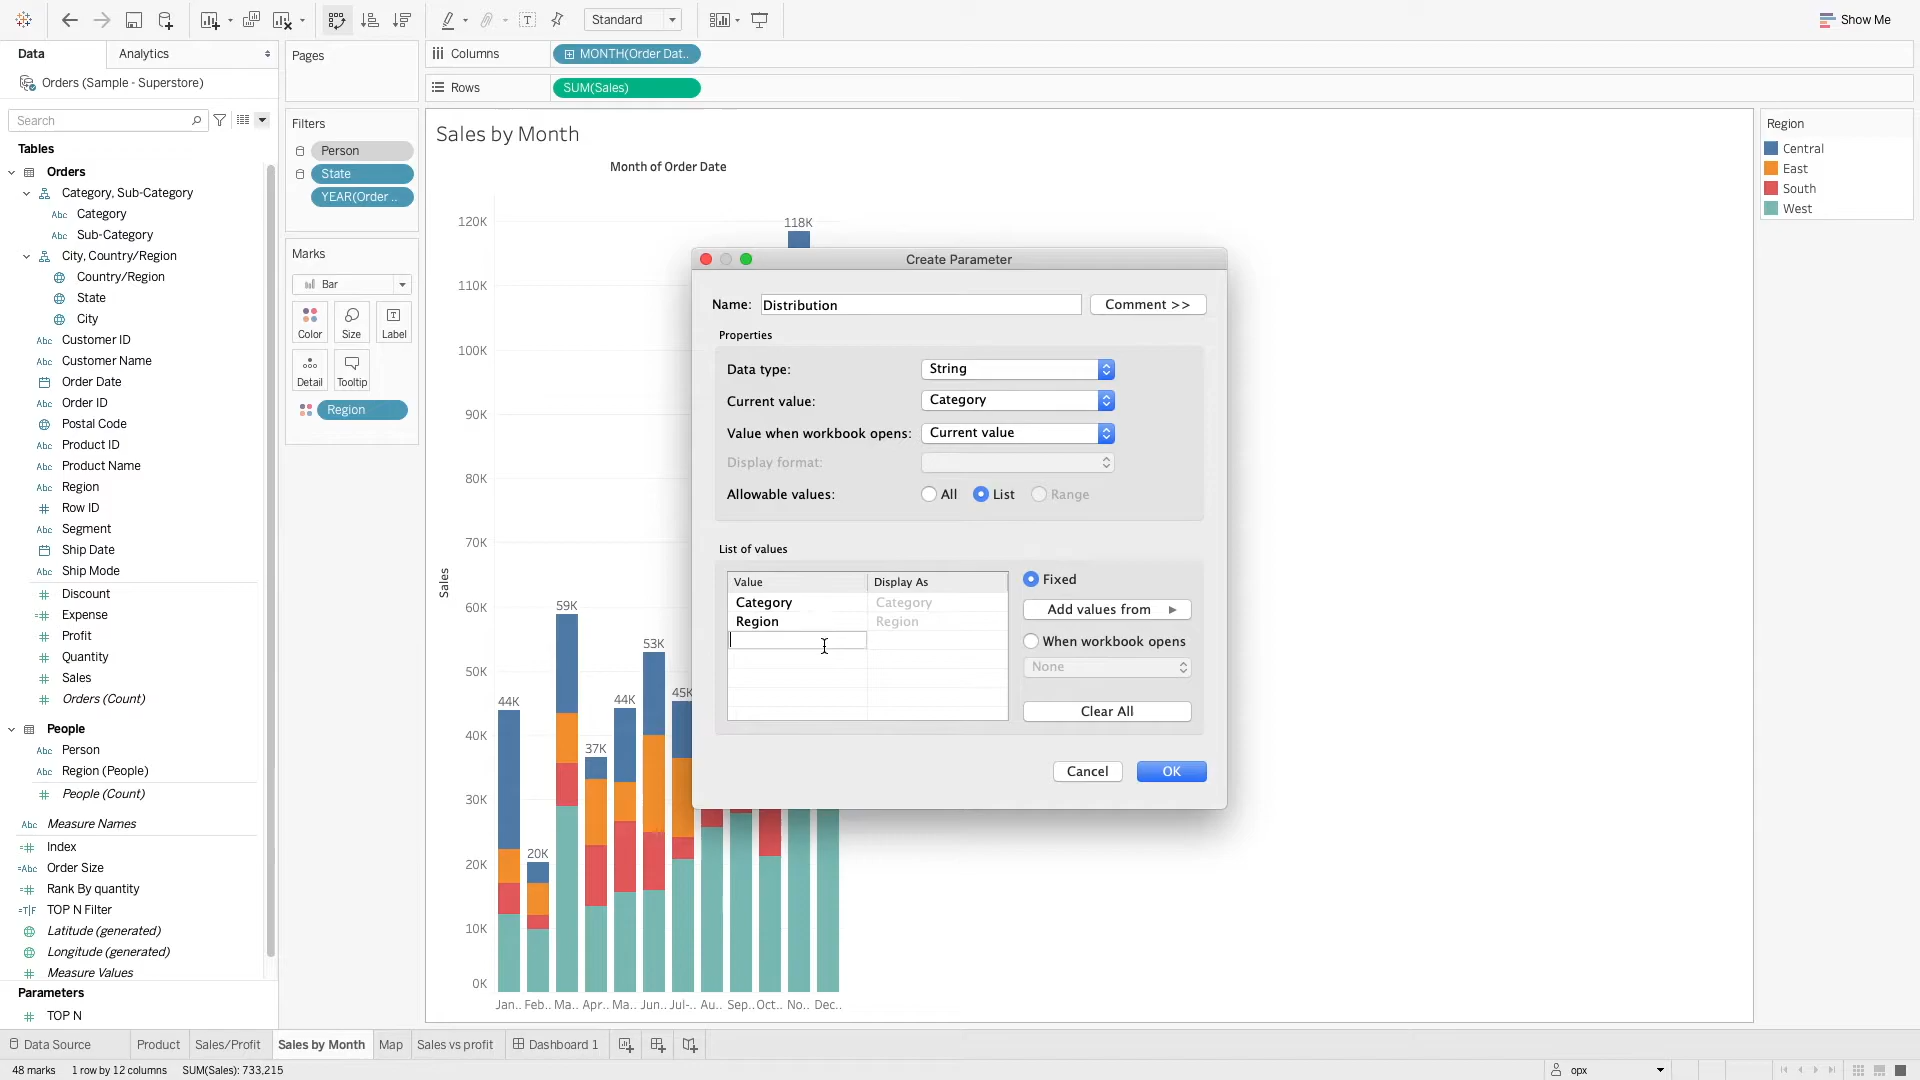 Standard
Show Me
Data
Analytics
Pages
Columns
MONTH(Order Dat..
Orders (Sample - Superstore)
Rows
SUM(Sales)
Search
Filters
Sales by Month
Region
Tables
Person
Central
Orders
State
Month of Order Date
East
Category, Sub-Category
YEAR(Order ..
South
Category
West
Sub-Category
120K
118K
City, Country/Region
Marks
Create Parameter
Country/Region
Bar
110K
State
Name:
Distribution
Comment >>
City
Color
Size
Label
Properties
Customer ID
100K
Customer Name
Data type:
String
Order Date
Detail
Tooltip
Current value:
Category
Order ID
Region
90K
Postal Code
Value when workbook opens:
Current value
Product ID
Display format:
Product Name
80K
Region
Allowable values:
All
List
Range
Row ID
Segment
70K
List of values
Ship Date
Ship Mode
Sales
Value
Display As
Fixed
Discount
60K
59K
Category
Category
Add values from
Expense
Region
Region
Profit
53K
When workbook opens
Quantity
50K
None
Sales
44K
44K
45K
Orders (Count)
Clear All
People
40K
37K
Person
Region (People)
Cancel
OK
People (Count)
30K
Measure Names
Index
20K
Order Size
20K
Rank By quantity
TOP N Filter
10K
Latitude (generated)
Longitude (generated)
Measure Values
0K
Parameters
Jan..
Feb..
Ma..
Apr..
Ma..
Jun..
Jul-..
Au..
Sep..
Oct..
No..
Dec..
TOP N
Data Source
Product
Sales/Profit
Sales by Month
Map
Sales vs profit
Dashboard 1
48 marks
1 row by 12 columns
SUM(Sales): 733,215
opx